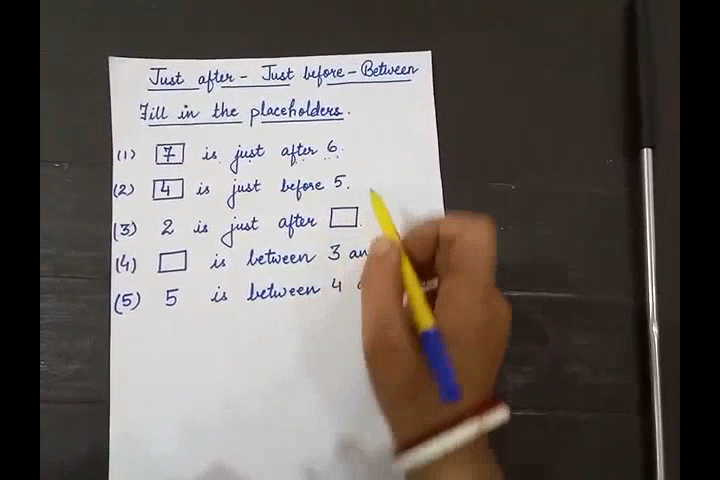 Just after - Just before - Between
Fill in the placeholders.
(1) 7 is just after 6.
(2) 4 is just before 5.
(3) 2 is just after
(4) is between 3
(5) 5 is between 4